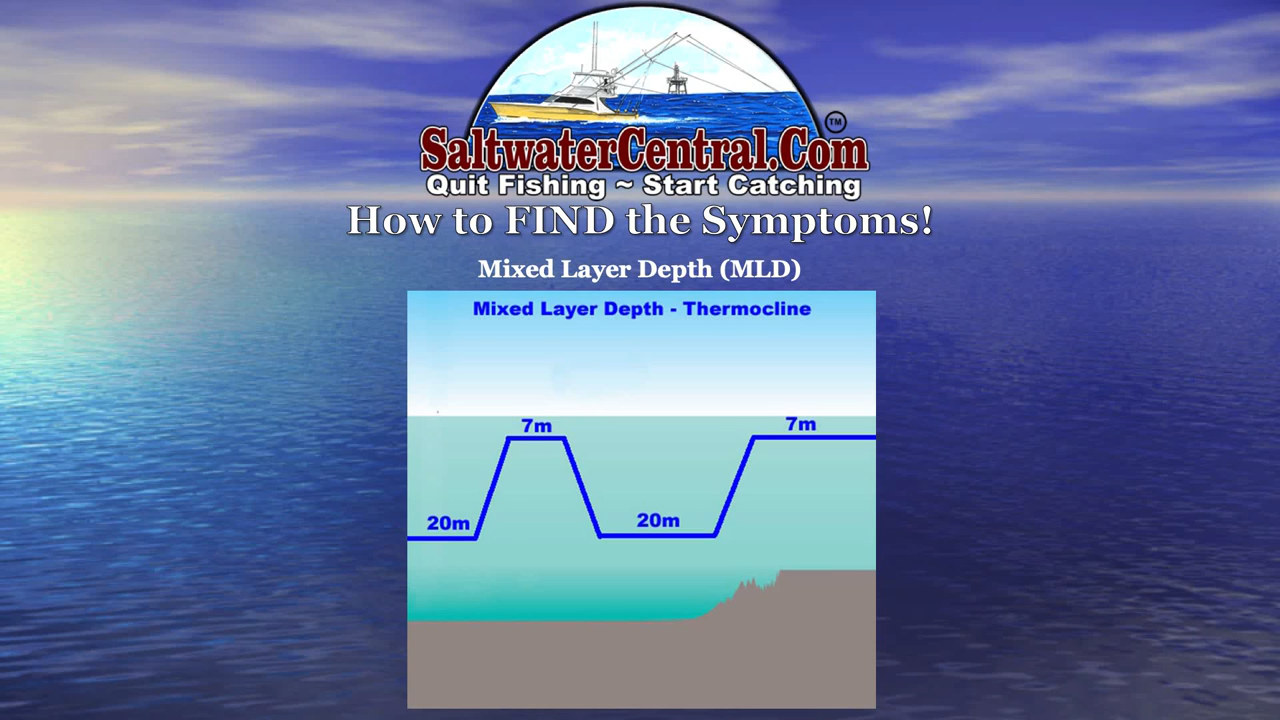 SaltwaterCentral.Com
TM
Quit Fishing ~ Start Catching
How to FIND the Symptoms!
Mixed Layer Depth (MLD)
Mixed Layer Depth - Thermocline
7m
7m
20m
20m